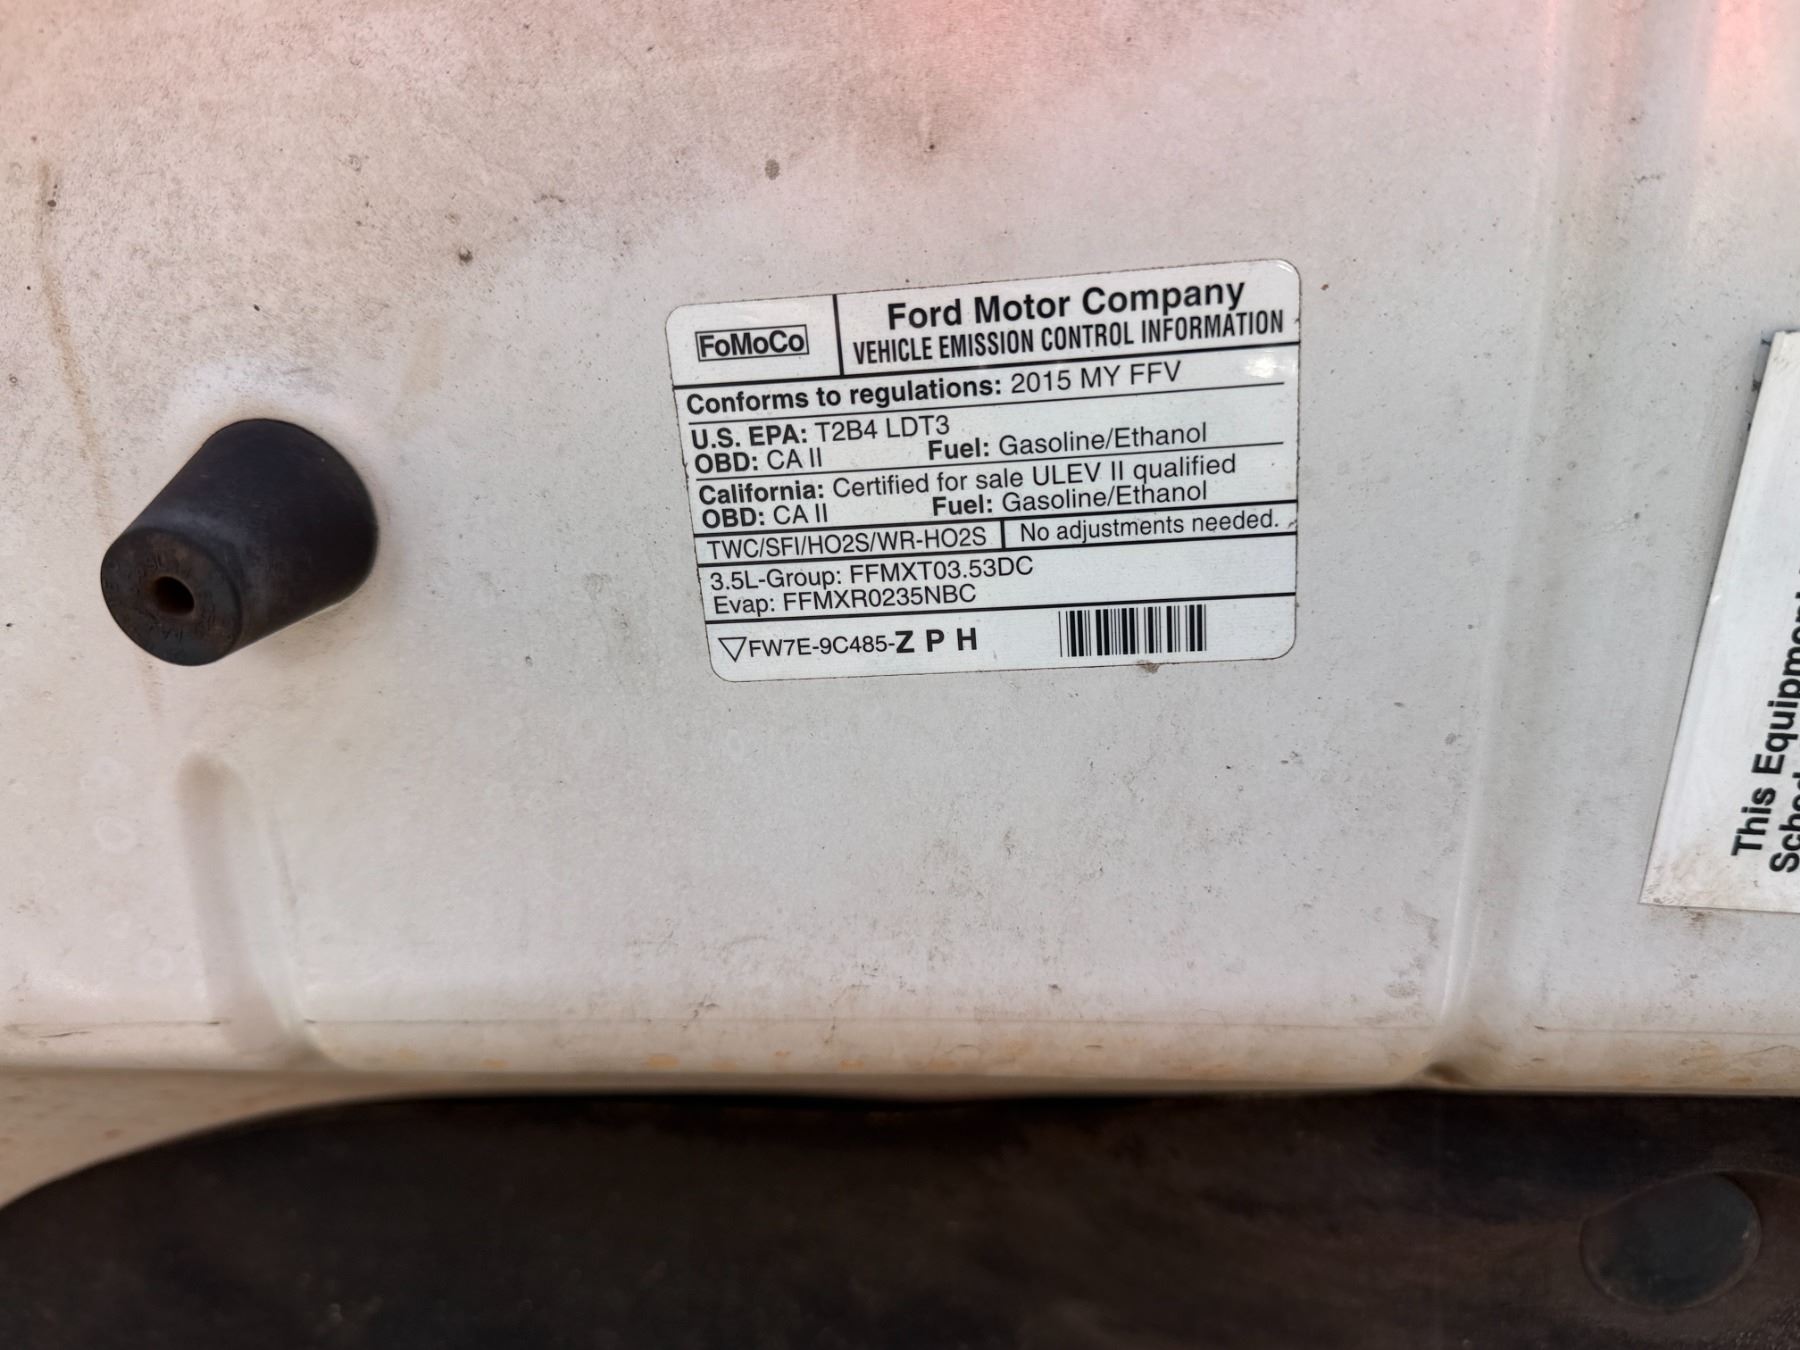 FoMoCo
Ford Motor Company
VEHICLE EMISSION CONTROL INFORMATION
Conforms to regulations: 2015 MY FFV
U.S. EPA: T2B4 LDT3
OBD: CA II Fuel: Gasoline/Ethanol
California: Certified for sale ULEV II qualified
OBD: CA II Fuel: Gasoline/Ethanol
TWC/SFI/HO2S/WR-HO2S No adjustments needed.
3.5L-Group: FFMXT03.53DC
Evap: FFMXR0235NBC
FW7E-9C485-Z P H
This Equipment